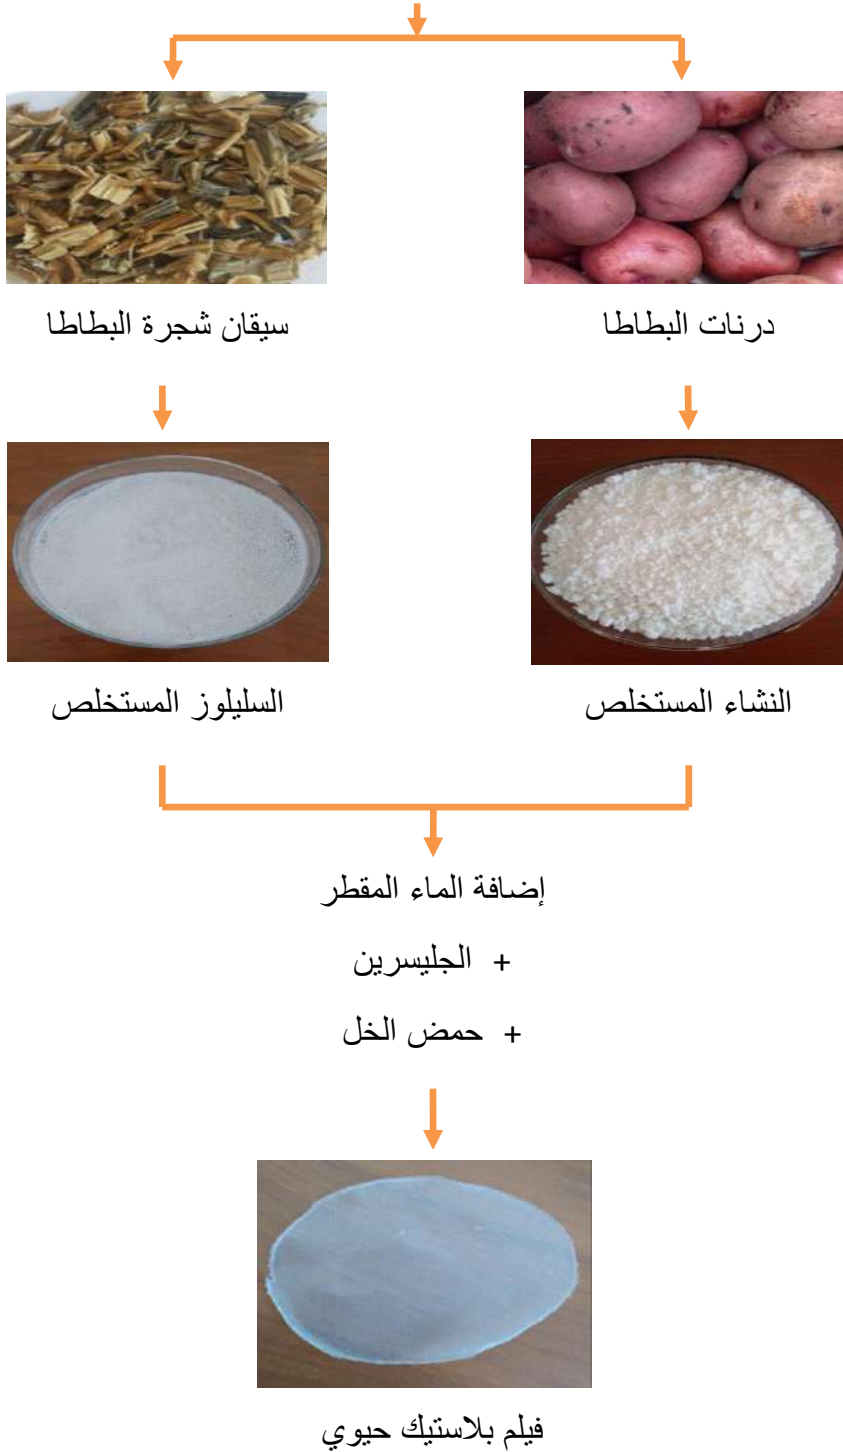 درنات البطاطا
سيقان شجرة البطاطا
النشاء المستخلص
السليلوز المستخلص
إضافة الماء المقطر
+ الجليسرين
+ حمض الخل
فيلم بلاستيك حيوي